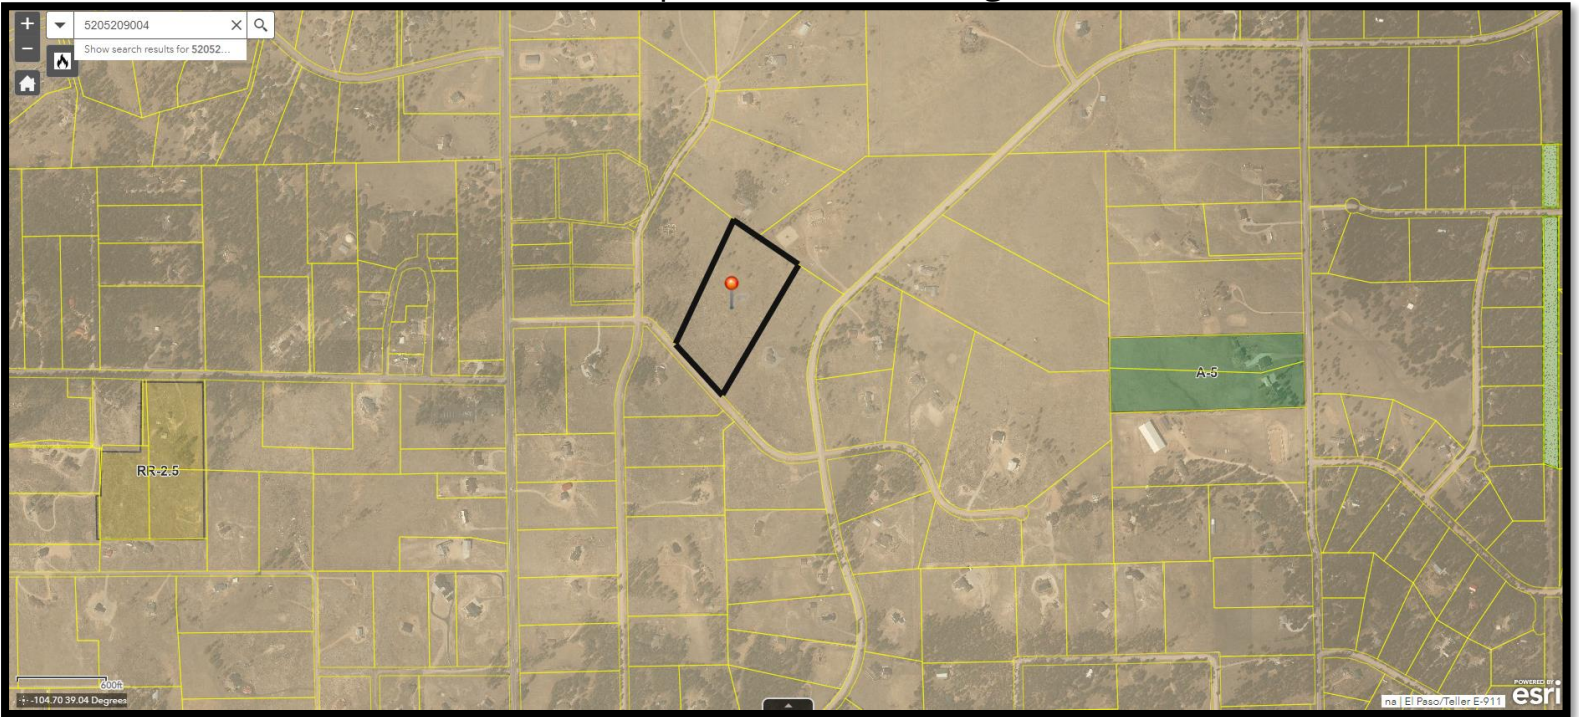 5205209004
Show search results for 52052...
A-5
RR-2.5
600ft
-104.70 39.04 Degrees
na | El Paso/Teller E-911
POWERED BY
esri